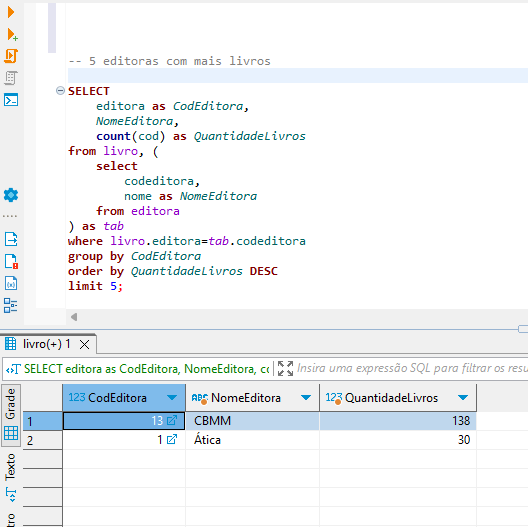 -- 5 editoras com mais livros
SELECT
editora as CodEditora,
NomeEditora,
count(cod) as QuantidadeLivros
from livro, (
select
codeditora,
nome as NomeEditora
from editora
) as tab
where livro.editora=tab.codeditora
group by CodEditora
order by QuantidadeLivros DESC
limit 5;
livro(+) 1
SELECT editora as CodEditora, NomeEditora, co
Insira uma expressão SQL para filtrar os resu
Grade
Texto
123 CodEditora
ABC NomeEditora
123 QuantidadeLivros
1 13 CBMM 138
2 1 Ática 30